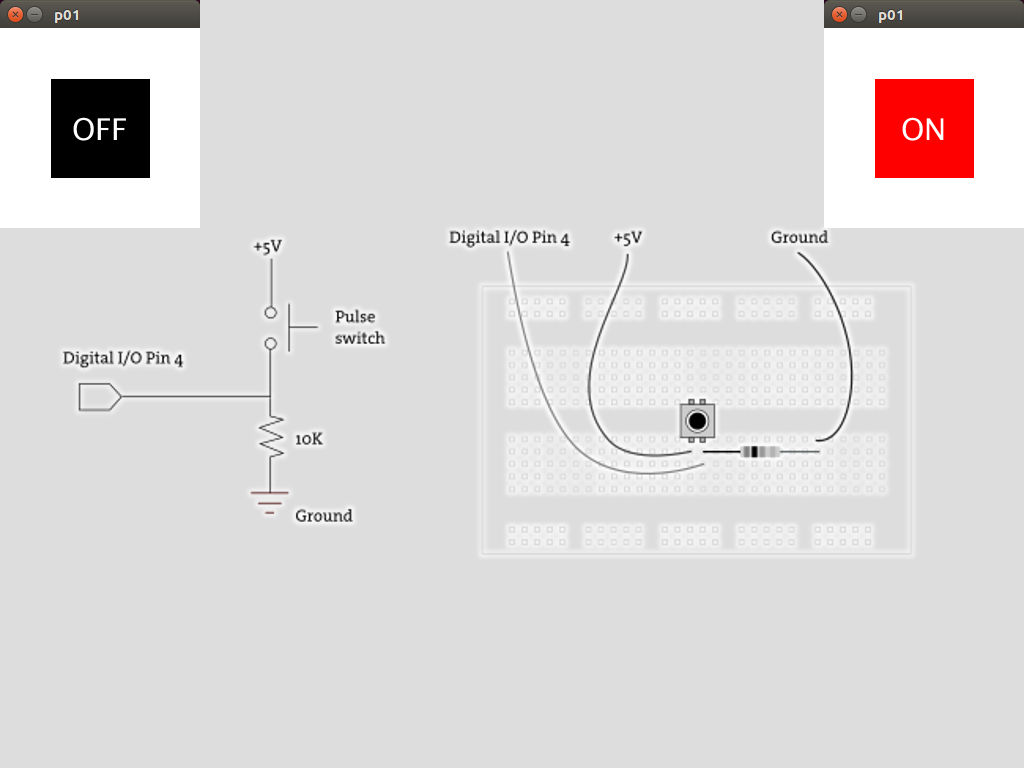 p01
OFF
p01
ON
+5V
Pulse
switch
Digital I/O Pin 4
10K
Ground
Digital I/O Pin 4
+5V
Ground